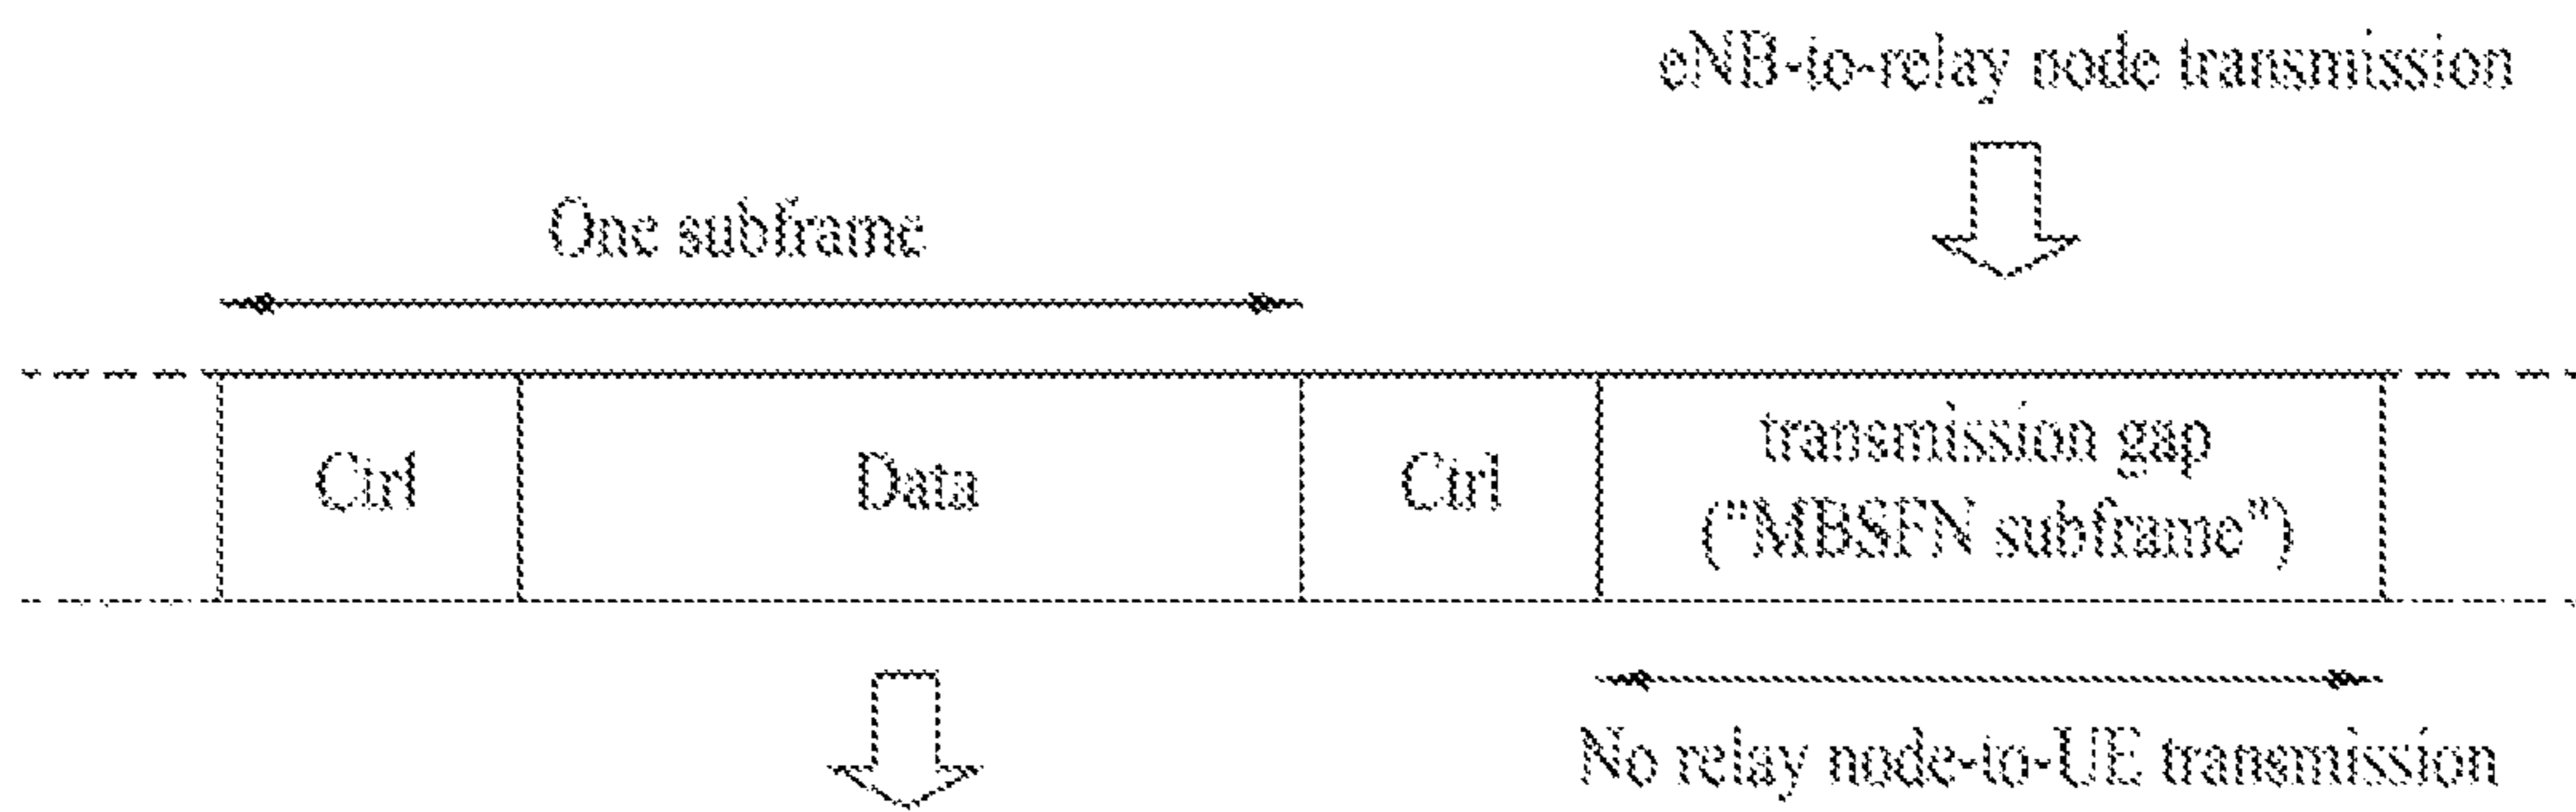 eNB-to-relay node transmission
One subframe
Ctrl
Data
Ctrl
transmission gap
("MBSFN subframe")
No relay node-to-UE transmission